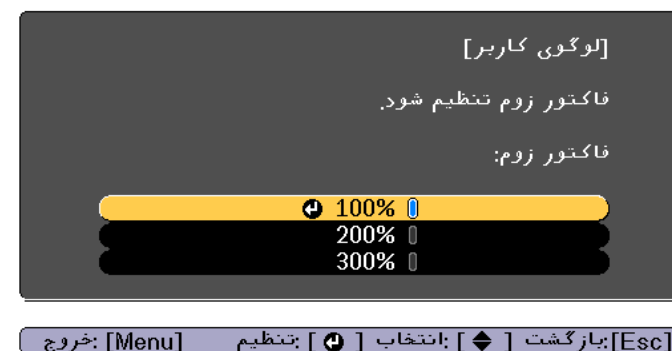 [لوگوی کاربر]
فاکتور زوم تنظیم شود.
فاکتور زوم:
100%
200%
300%
[Esc]:بازگشت [ ] :انتخاب [ ] :تنظیم [Menu] :خروج